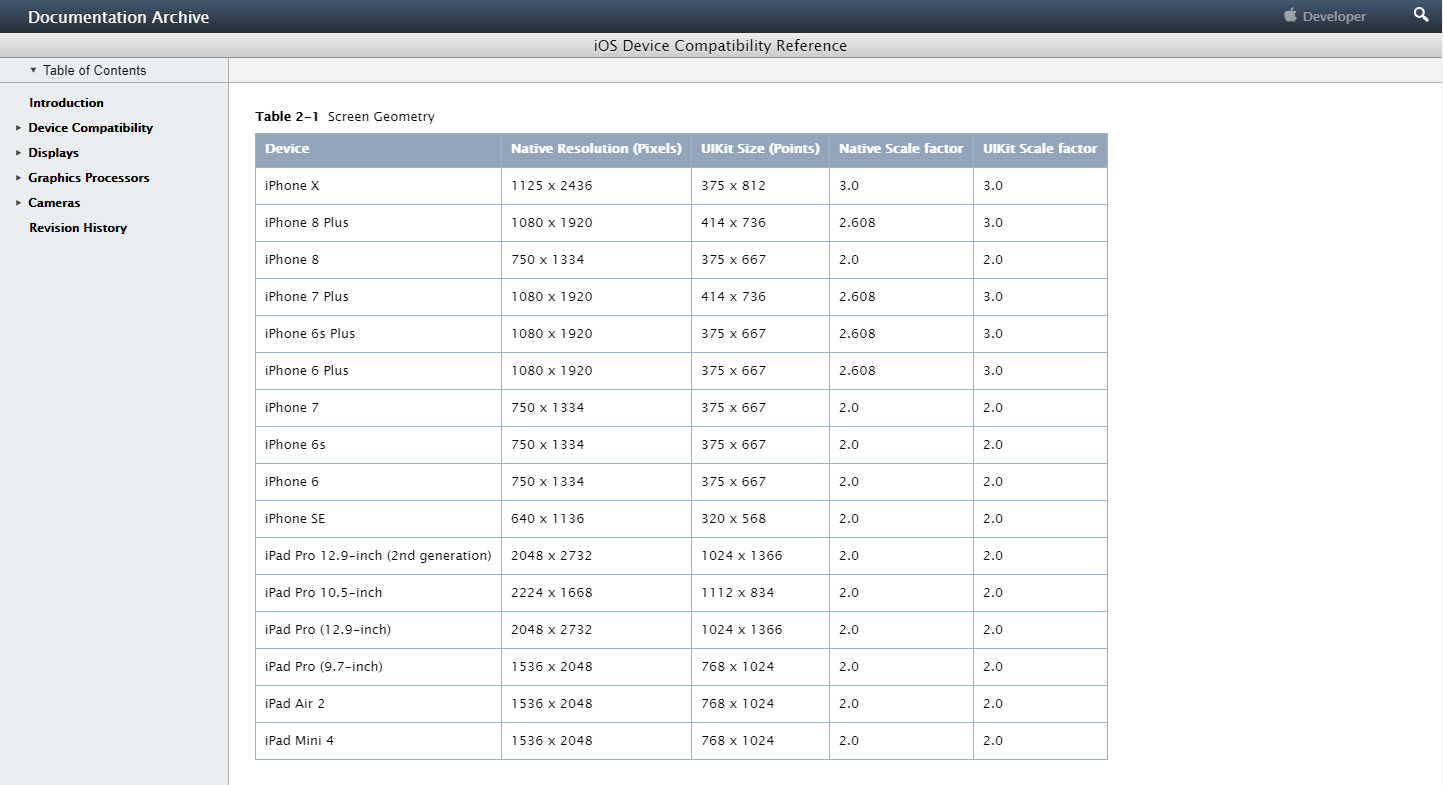 Documentation Archive Developer
iOS Device Compatibility Reference
Table of Contents
Introduction
Device Compatibility
Displays
Graphics Processors
Cameras
Revision History
Table 2-1 Screen Geometry
Device Native Resolution (Pixels) UIKit Size (Points) Native Scale factor UIKit Scale factor
iPhone X 1125 x 2436 375 x 812 3.0 3.0
iPhone 8 Plus 1080 x 1920 414 x 736 2.608 3.0
iPhone 8 750 x 1334 375 x 667 2.0 2.0
iPhone 7 Plus 1080 x 1920 414 x 736 2.608 3.0
iPhone 6s Plus 1080 x 1920 375 x 667 2.608 3.0
iPhone 6 Plus 1080 x 1920 375 x 667 2.608 3.0
iPhone 7 750 x 1334 375 x 667 2.0 2.0
iPhone 6s 750 x 1334 375 x 667 2.0 2.0
iPhone 6 750 x 1334 375 x 667 2.0 2.0
iPhone SE 640 x 1136 320 x 568 2.0 2.0
iPad Pro 12.9-inch (2nd generation) 2048 x 2732 1024 x 1366 2.0 2.0
iPad Pro 10.5-inch 2224 x 1668 1112 x 834 2.0 2.0
iPad Pro (12.9-inch) 2048 x 2732 1024 x 1366 2.0 2.0
iPad Pro (9.7-inch) 1536 x 2048 768 x 1024 2.0 2.0
iPad Air 2 1536 x 2048 768 x 1024 2.0 2.0
iPad Mini 4 1536 x 2048 768 x 1024 2.0 2.0